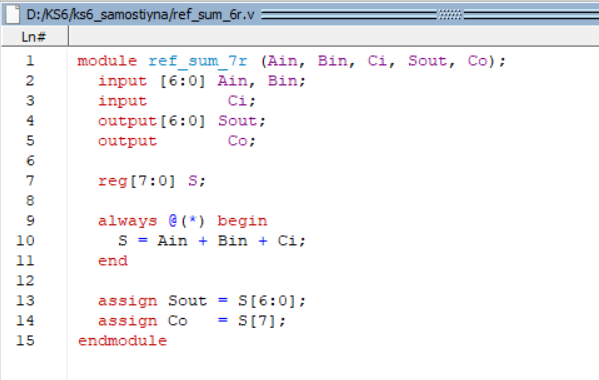 D:/KS6/ks6_samostiyna/ref_sum_6r.v
Ln#
1 module ref_sum_7r (Ain, Bin, Ci, Sout, Co);
2   input [6:0] Ain, Bin;
3   input        Ci;
4   output[6:0] Sout;
5   output       Co;
6
7   reg[7:0] S;
8
9   always @(*) begin
10     S = Ain + Bin + Ci;
11   end
12
13   assign Sout = S[6:0];
14   assign Co   = S[7];
15 endmodule